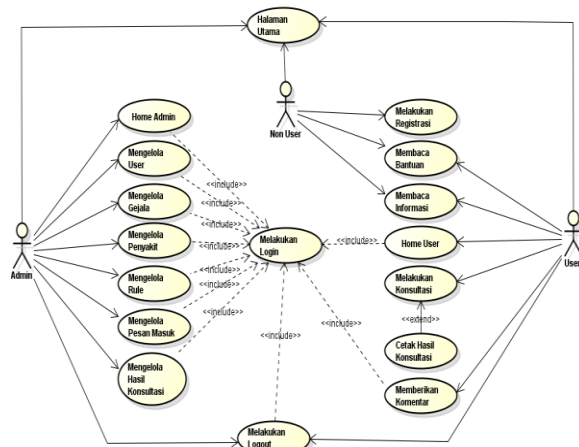 Halaman
Utama
Home Admin
Non User
Melakukan
Registrasi
Mengelola
User
Membaca
Bantuan
<<include>>
Mengelola
Gejala
<<include>>
Membaca
Informasi
Admin
Mengelola
Penyakit
<<include>>
Melakukan
Login
<<include>>
Home User
User
Mengelola
Rule
<<include>>
<<include>>
Melakukan
Konsultasi
Mengelola
Pesan Masuk
<<include>>
<<include>>
<<extend>>
<<include>>
Cetak Hasil
Konsultasi
Mengelola
Hasil
Konsultasi
Memberikan
Komentar
Melakukan
Logout